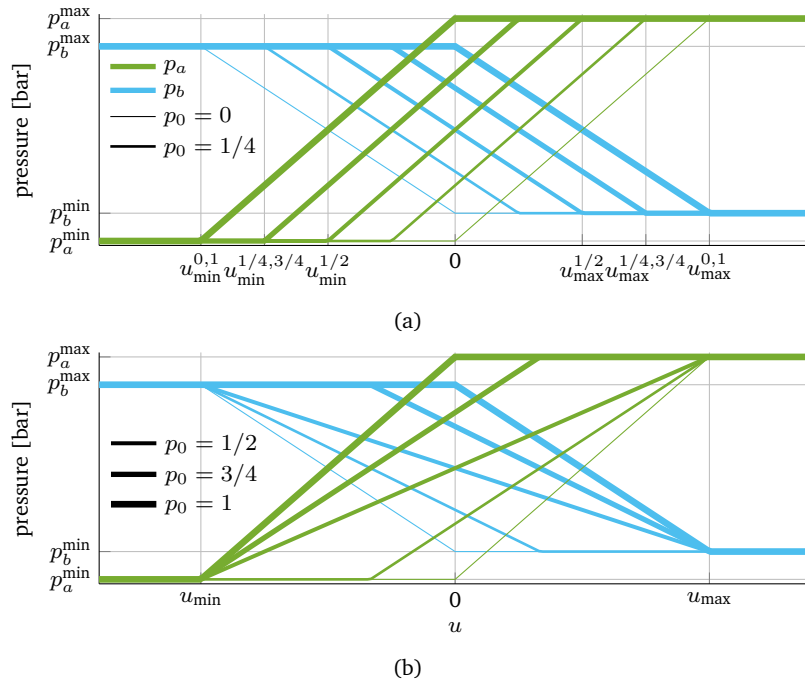 p_a^max
p_b^max
p_a
p_b
p_0 = 0
p_0 = 1/4
pressure [bar]
p_b^min
p_a^min
u_min^{0,1} u_min^{1/4,3/4} u_min^{1/2} 0 u_max^{1/2} u_max^{1/4,3/4} u_max^{0,1}
(a)
p_a^max
p_b^max
p_0 = 1/2
p_0 = 3/4
p_0 = 1
pressure [bar]
p_b^min
p_a^min
u_min 0 u_max
u
(b)